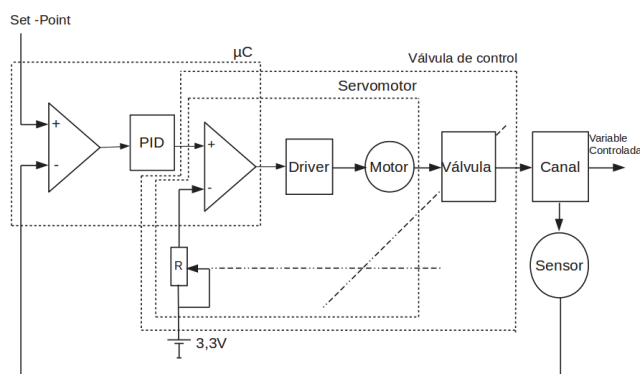 Set -Point
µC
Válvula de control
Servomotor
+
-
PID
+
-
Driver
Motor
Válvula
Canal
Variable
Controlada
R
Sensor
3,3V